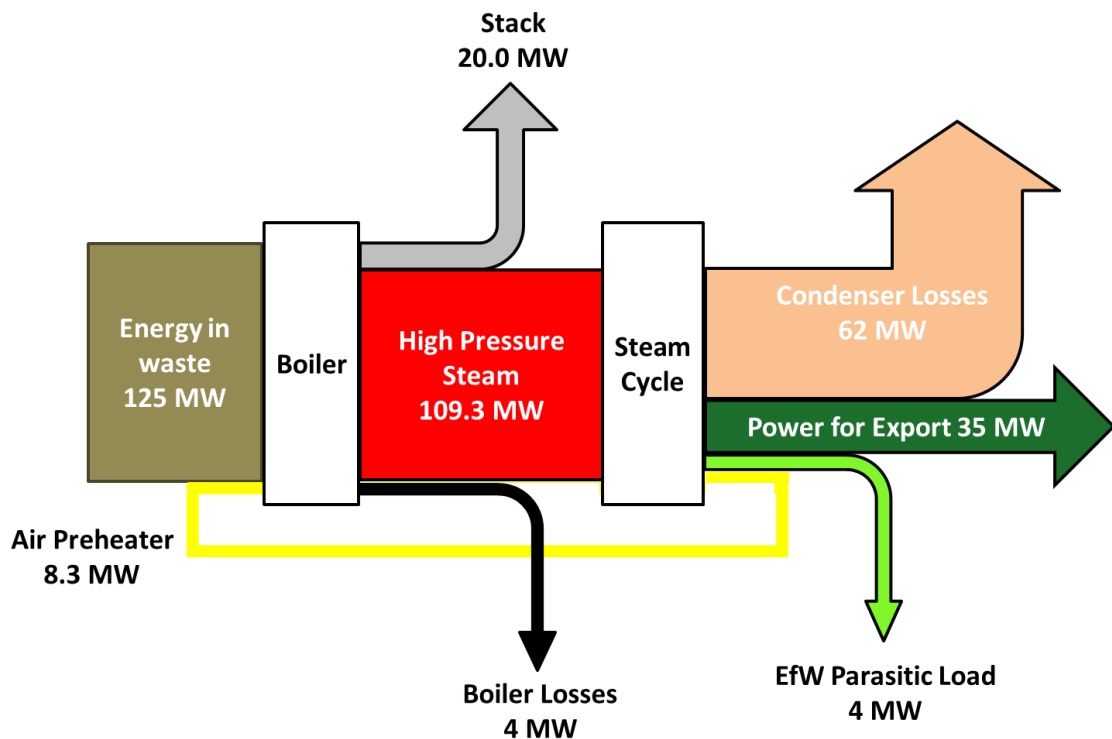 Stack
20.0 MW
Energy in
waste
125 MW
Boiler
High Pressure
Steam
109.3 MW
Steam
Cycle
Condenser Losses
62 MW
Power for Export 35 MW
Air Preheater
8.3 MW
Boiler Losses
4 MW
EfW Parasitic Load
4 MW